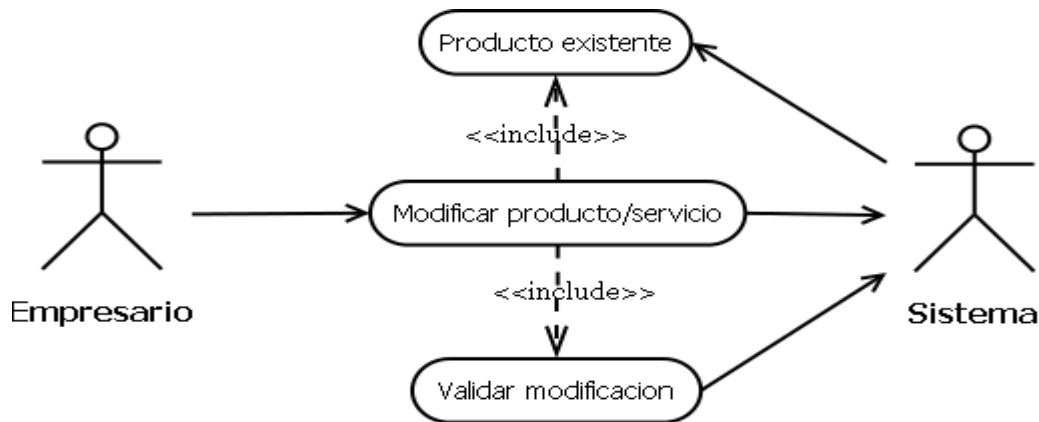 Producto existente
<<include>>
Modificar producto/servicio
<<include>>
Empresario
Sistema
Validar modificacion